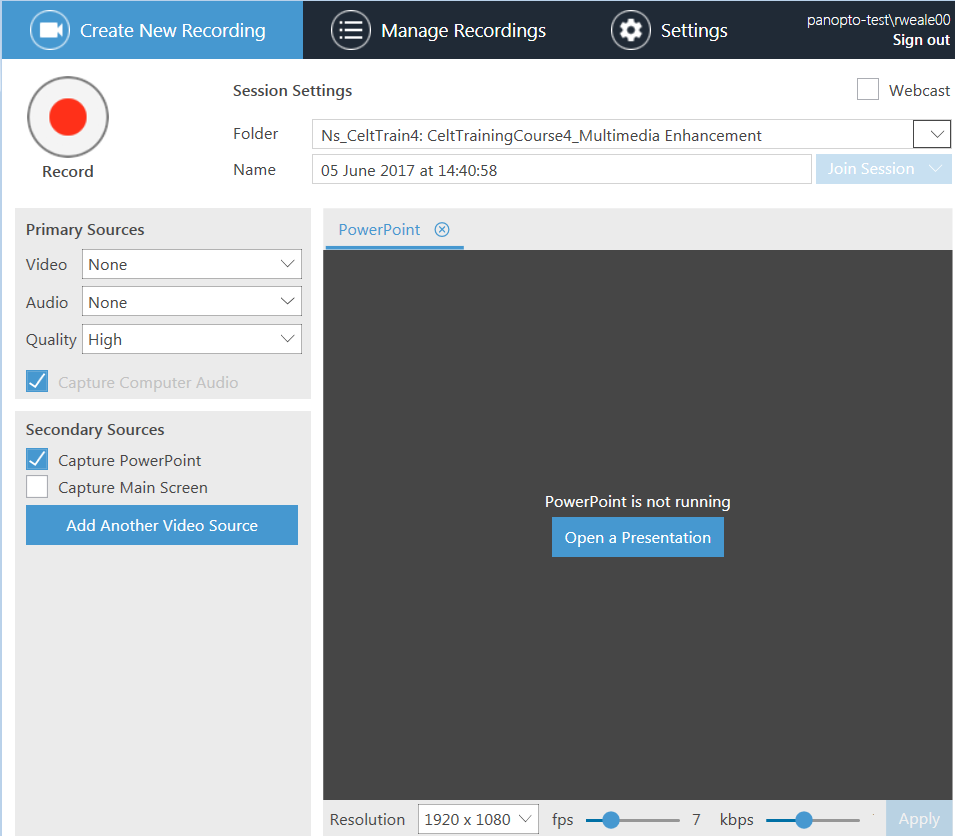 Create New Recording
Manage Recordings
Settings
panopto-test\rweale00
Sign out
Record
Session Settings
Webcast
Folder
Ns_CeltTrain4: CeltTrainingCourse4_Multimedia Enhancement
Name
05 June 2017 at 14:40:58
Join Session
Primary Sources
Video
None
Audio
None
Quality
High
Capture Computer Audio
Secondary Sources
Capture PowerPoint
Capture Main Screen
Add Another Video Source
PowerPoint
PowerPoint is not running
Open a Presentation
Resolution
1920 x 1080
fps
7
kbps
Apply